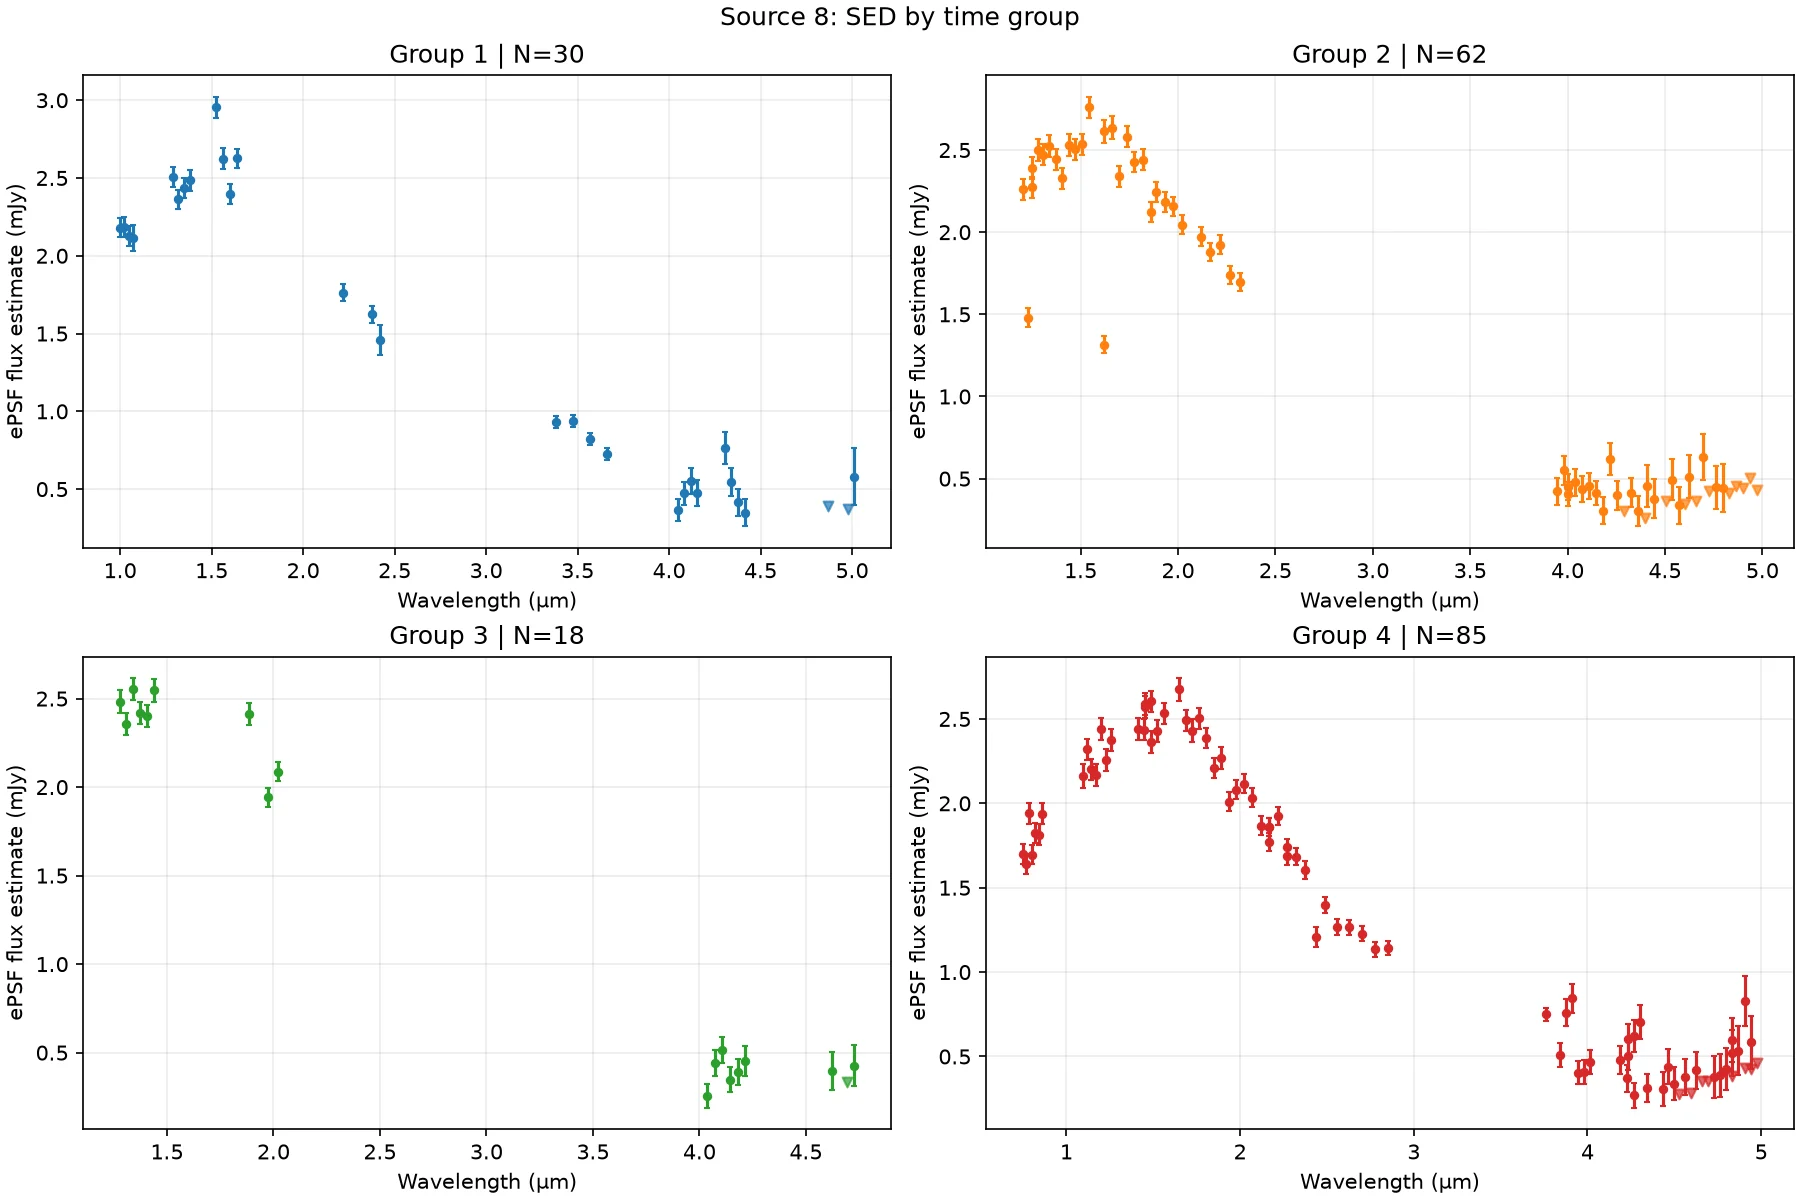 Source 8: SED by time group
Group 1 | N=30
ePSF flux estimate (mJy)
3.0
2.5
2.0
1.5
1.0
0.5
1.0 1.5 2.0 2.5 3.0 3.5 4.0 4.5 5.0
Wavelength (µm)
Group 2 | N=62
ePSF flux estimate (mJy)
2.5
2.0
1.5
1.0
0.5
1.5 2.0 2.5 3.0 3.5 4.0 4.5 5.0
Wavelength (µm)
Group 3 | N=18
ePSF flux estimate (mJy)
2.5
2.0
1.5
1.0
0.5
1.5 2.0 2.5 3.0 3.5 4.0 4.5
Wavelength (µm)
Group 4 | N=85
ePSF flux estimate (mJy)
2.5
2.0
1.5
1.0
0.5
1 2 3 4 5
Wavelength (µm)